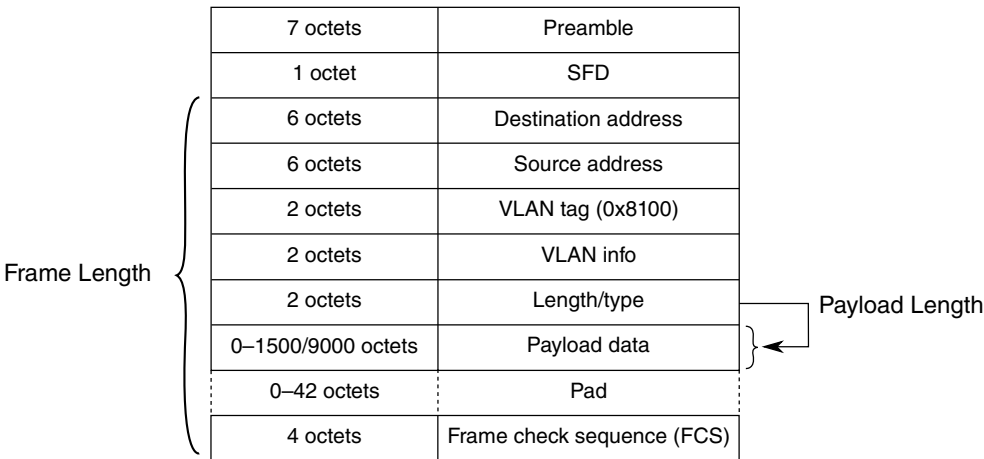 7 octets Preamble
1 octet SFD
6 octets Destination address
6 octets Source address
2 octets VLAN tag (0x8100)
2 octets VLAN info
Frame Length
2 octets Length/type
Payload Length
0–1500/9000 octets Payload data
0–42 octets Pad
4 octets Frame check sequence (FCS)